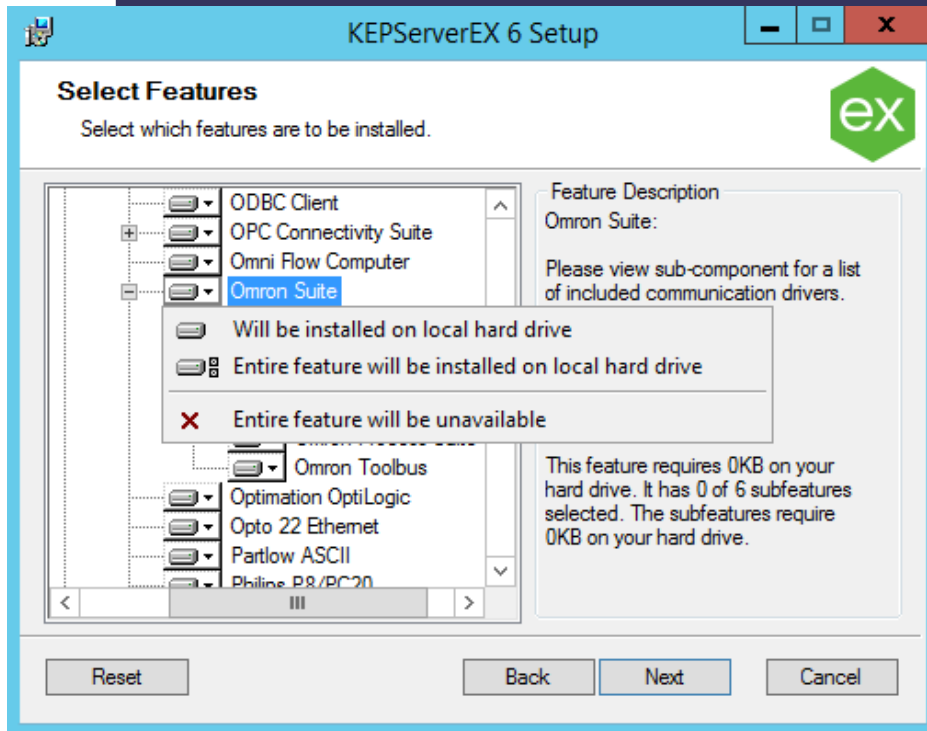 KEPServerEX 6 Setup
Select Features
Select which features are to be installed.
ex
ODBC Client
OPC Connectivity Suite
Omni Flow Computer
Omron Suite
Will be installed on local hard drive
Entire feature will be installed on local hard drive
Entire feature will be unavailable
Omron Toolbus
Optimation OptiLogic
Opto 22 Ethernet
Partlow ASCII
Philips P8/PC20
Feature Description
Omron Suite:
Please view sub-component for a list
of included communication drivers.
This feature requires 0KB on your
hard drive. It has 0 of 6 subfeatures
selected. The subfeatures require
0KB on your hard drive.
Reset
Back
Next
Cancel